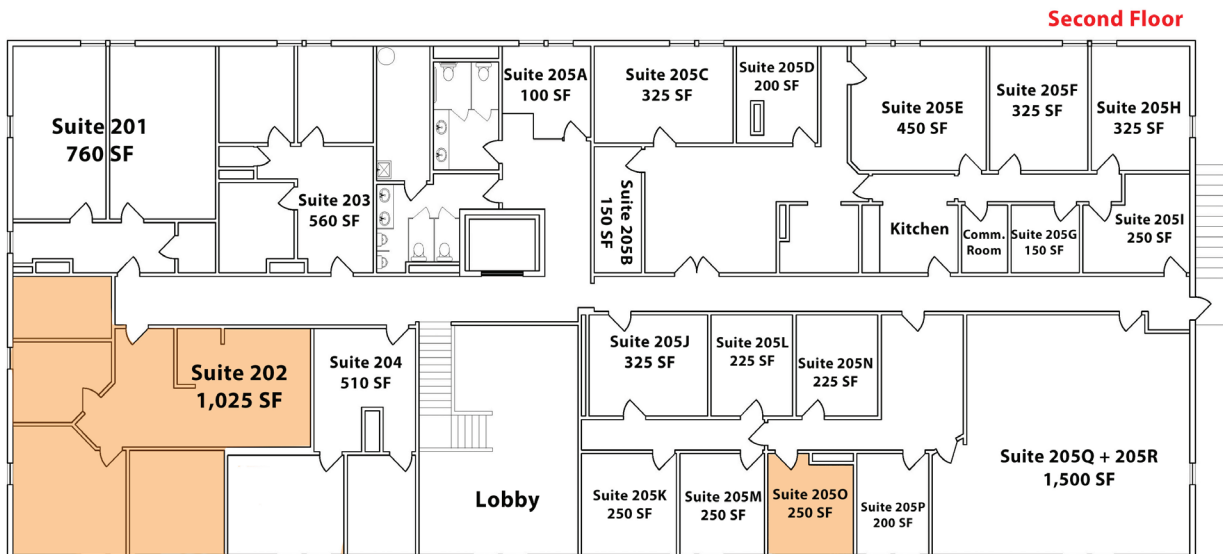 Second Floor
Suite 201
760 SF
Suite 203
560 SF
Suite 205A
100 SF
Suite 205B
150 SF
Suite 205C
325 SF
Suite 205D
200 SF
Suite 205E
450 SF
Suite 205F
325 SF
Suite 205H
325 SF
Kitchen
Comm.
Room
Suite 205G
150 SF
Suite 205I
250 SF
Suite 202
1,025 SF
Suite 204
510 SF
Lobby
Suite 205J
325 SF
Suite 205L
225 SF
Suite 205N
225 SF
Suite 205K
250 SF
Suite 205M
250 SF
Suite 205O
250 SF
Suite 205P
200 SF
Suite 205Q + 205R
1,500 SF